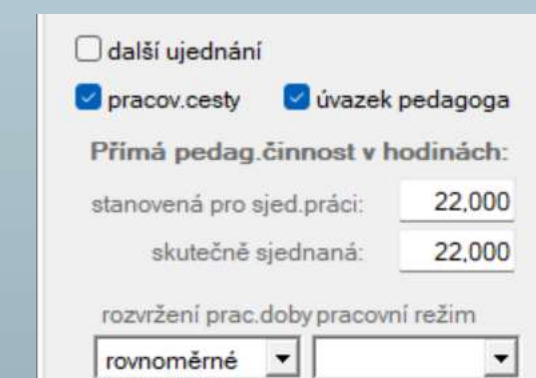 další ujednání
pracov.cesty úvazek pedagoga
Přímá pedag.činnost v hodinách:
stanovená pro sjed.práci: 22,000
skutečně sjednaná: 22,000
rozvržení prac.doby pracovní režim
rovnoměrné